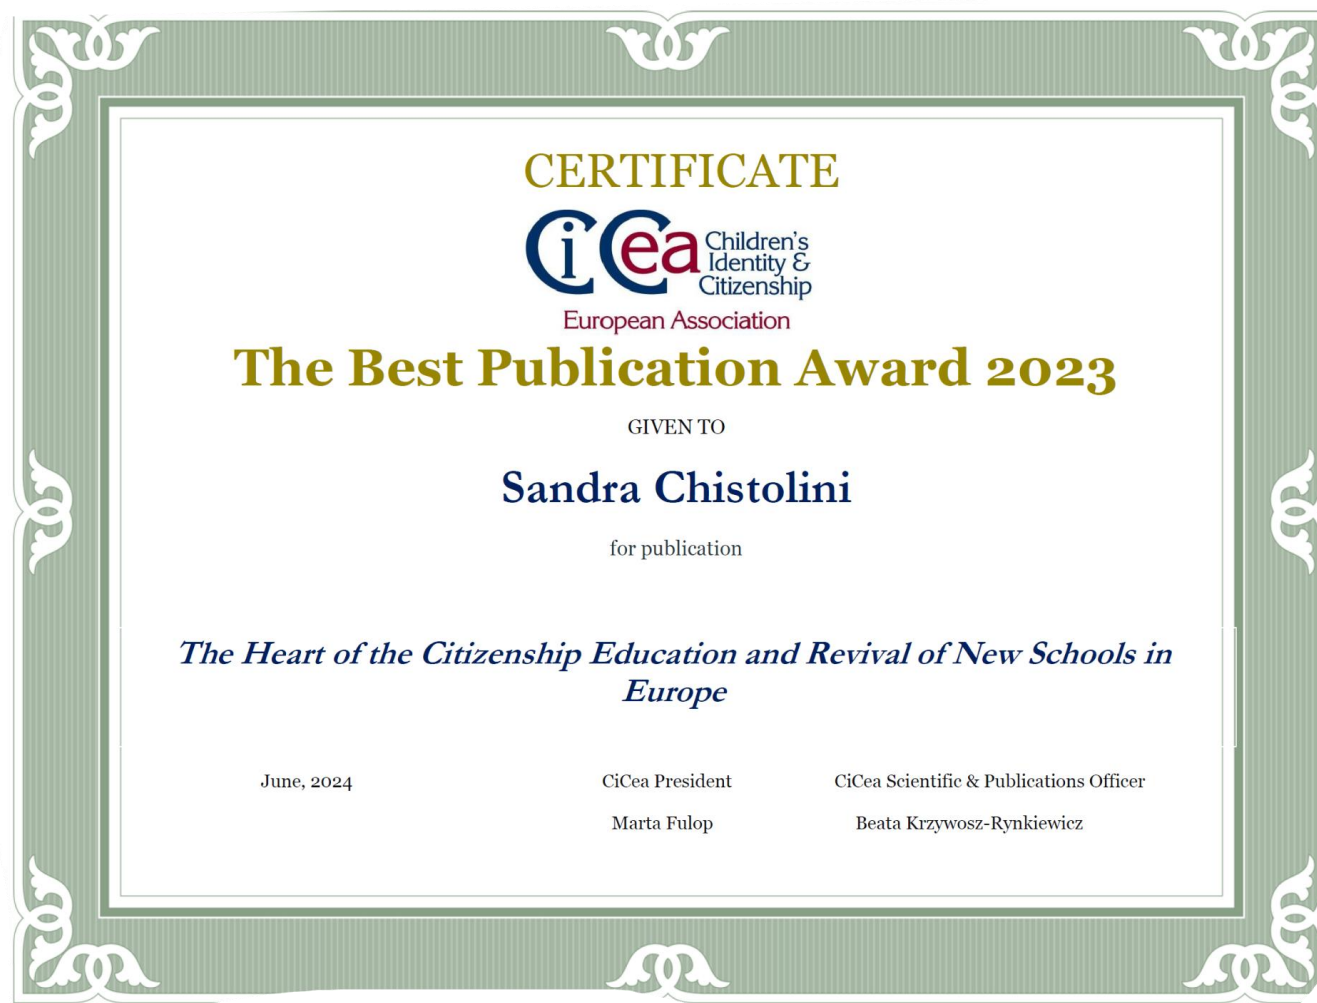 CERTIFICATE
CiCea Children's
Identity &
Citizenship
European Association
The Best Publication Award 2023
GIVEN TO
Sandra Chistolini
for publication
The Heart of the Citizenship Education and Revival of New Schools in
Europe
June, 2024 CiCea President CiCea Scientific & Publications Officer
Marta Fulop Beata Krzywosz-Rynkiewicz